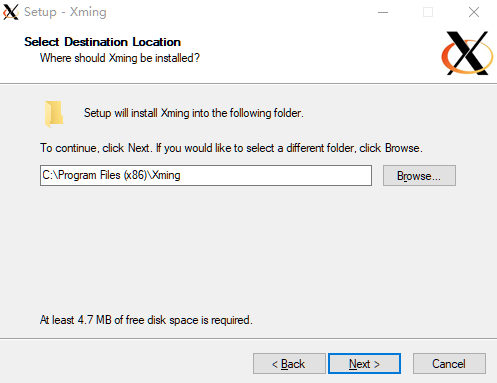 Setup - Xming
Select Destination Location
Where should Xming be installed?
Setup will install Xming into the following folder.
To continue, click Next. If you would like to select a different folder, click Browse.
C:\Program Files (x86)\Xming
Browse...
At least 4.7 MB of free disk space is required.
< Back
Next >
Cancel